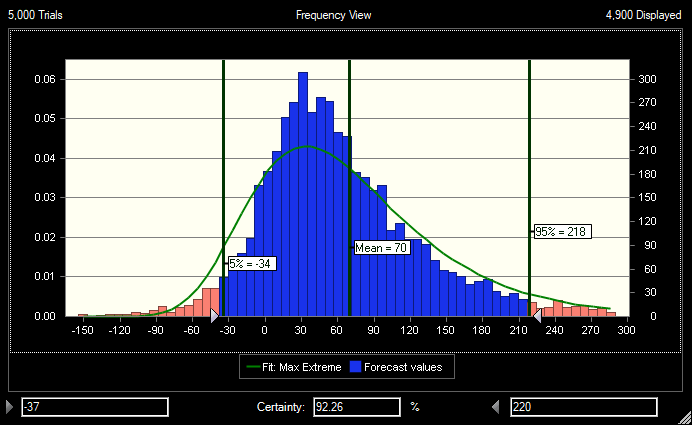 5,000 Trials Frequency View 4,900 Displayed
0.06 300
270
0.05 240
0.04 210
180
0.03 150
0.02 120
95% = 218
90
Mean = 70
5% = -34
0.01 60
30
0.00 0
-150 -120 -90 -60 -30 0 30 60 90 120 150 180 210 240 270 300
Fit: Max Extreme Forecast values
-37 Certainty: 92.26 % 220